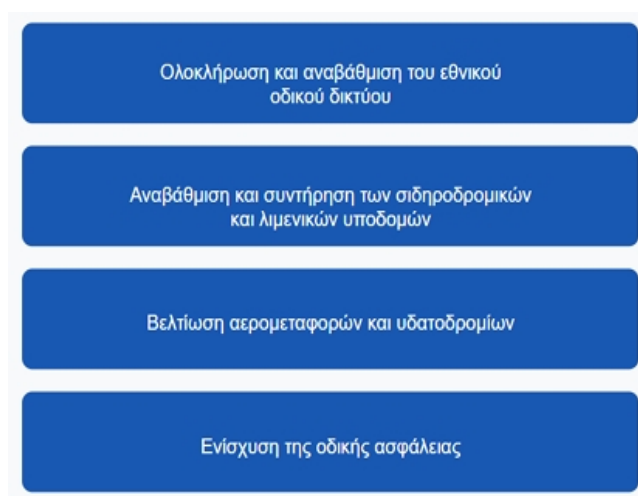 Ολοκλήρωση και αναβάθμιση του εθνικού
οδικού δικτύου
Αναβάθμιση και συντήρηση των σιδηροδρομικών
και λιμενικών υποδομών
Βελτίωση αερομεταφορών και υδατοδρομίων
Ενίσχυση της οδικής ασφάλειας